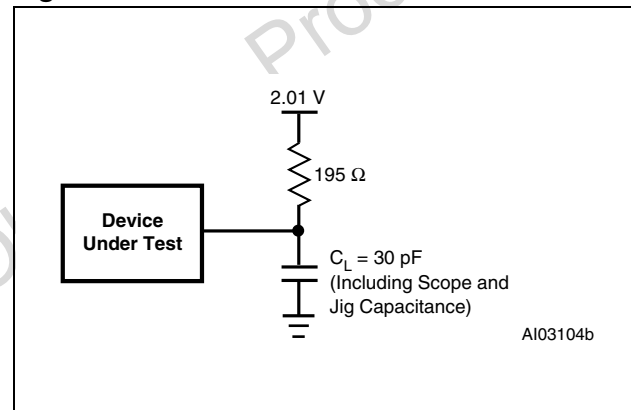 2.01 V
195 Ω
Device
Under Test
C_L = 30 pF
(Including Scope and
Jig Capacitance)
AI03104b